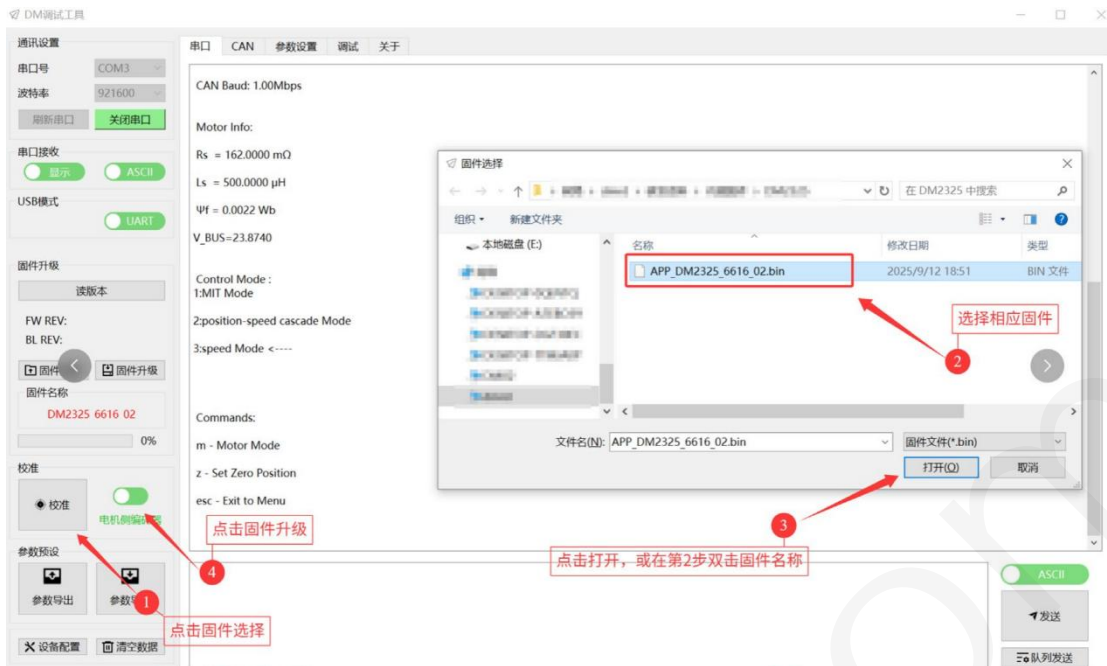 DM调试工具
通讯设置
串口号 COM3
波特率 921600
刷新串口 关闭串口
串口接收
显示 ASCII
USB模式
UART
固件升级
读版本
FW REV:
BL REV:
固件 固件升级
固件名称
DM2325 6616 02
0%
校准
校准
电机侧编
参数预设
参数导出 参数
设备配置 清空数据
串口 CAN 参数设置 调试 关于
CAN Baud: 1.00Mbps
Motor Info:
Rs = 162.0000 mΩ
Ls = 500.0000 μH
Ψf = 0.0022 Wb
V_BUS=23.8740
Control Mode :
1:MIT Mode
2:position-speed cascade Mode
3:speed Mode <----
Commands:
m - Motor Mode
z - Set Zero Position
esc - Exit to Menu
固件选择
在 DM2325 中搜索
组织 新建文件夹
本地磁盘 (E:)
名称 修改日期 类型
APP_DM2325_6616_02.bin 2025/9/12 18:51 BIN 文件
文件名(N): APP_DM2325_6616_02.bin 固件文件(*.bin)
打开(O) 取消
选择相应固件
2
3
点击打开，或在第2步双击固件名称
点击固件升级
4
1
点击固件选择
ASCII
发送
队列发送